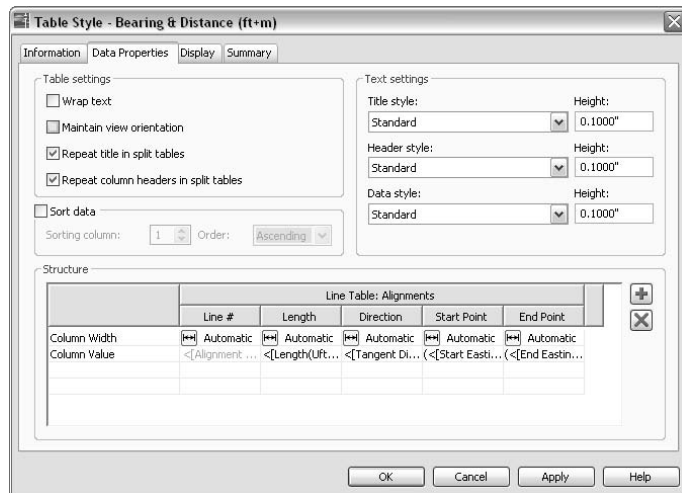 Table Style - Bearing & Distance (ft+m)
Information Data Properties Display Summary
Table settings
Wrap text
Maintain view orientation
Repeat title in split tables
Repeat column headers in split tables
Sort data
Sorting column: 1 Order: Ascending
Text settings
Title style: Height:
Standard 0.1000"
Header style: Height:
Standard 0.1000"
Data style: Height:
Standard 0.1000"
Structure
Line Table: Alignments
Line # Length Direction Start Point End Point
Column Width Automatic Automatic Automatic Automatic Automatic
Column Value <[Alignment ... <[Length(Uft... <[Tangent Di... (<[Start Easti... (<[End Eastin...
OK Cancel Apply Help